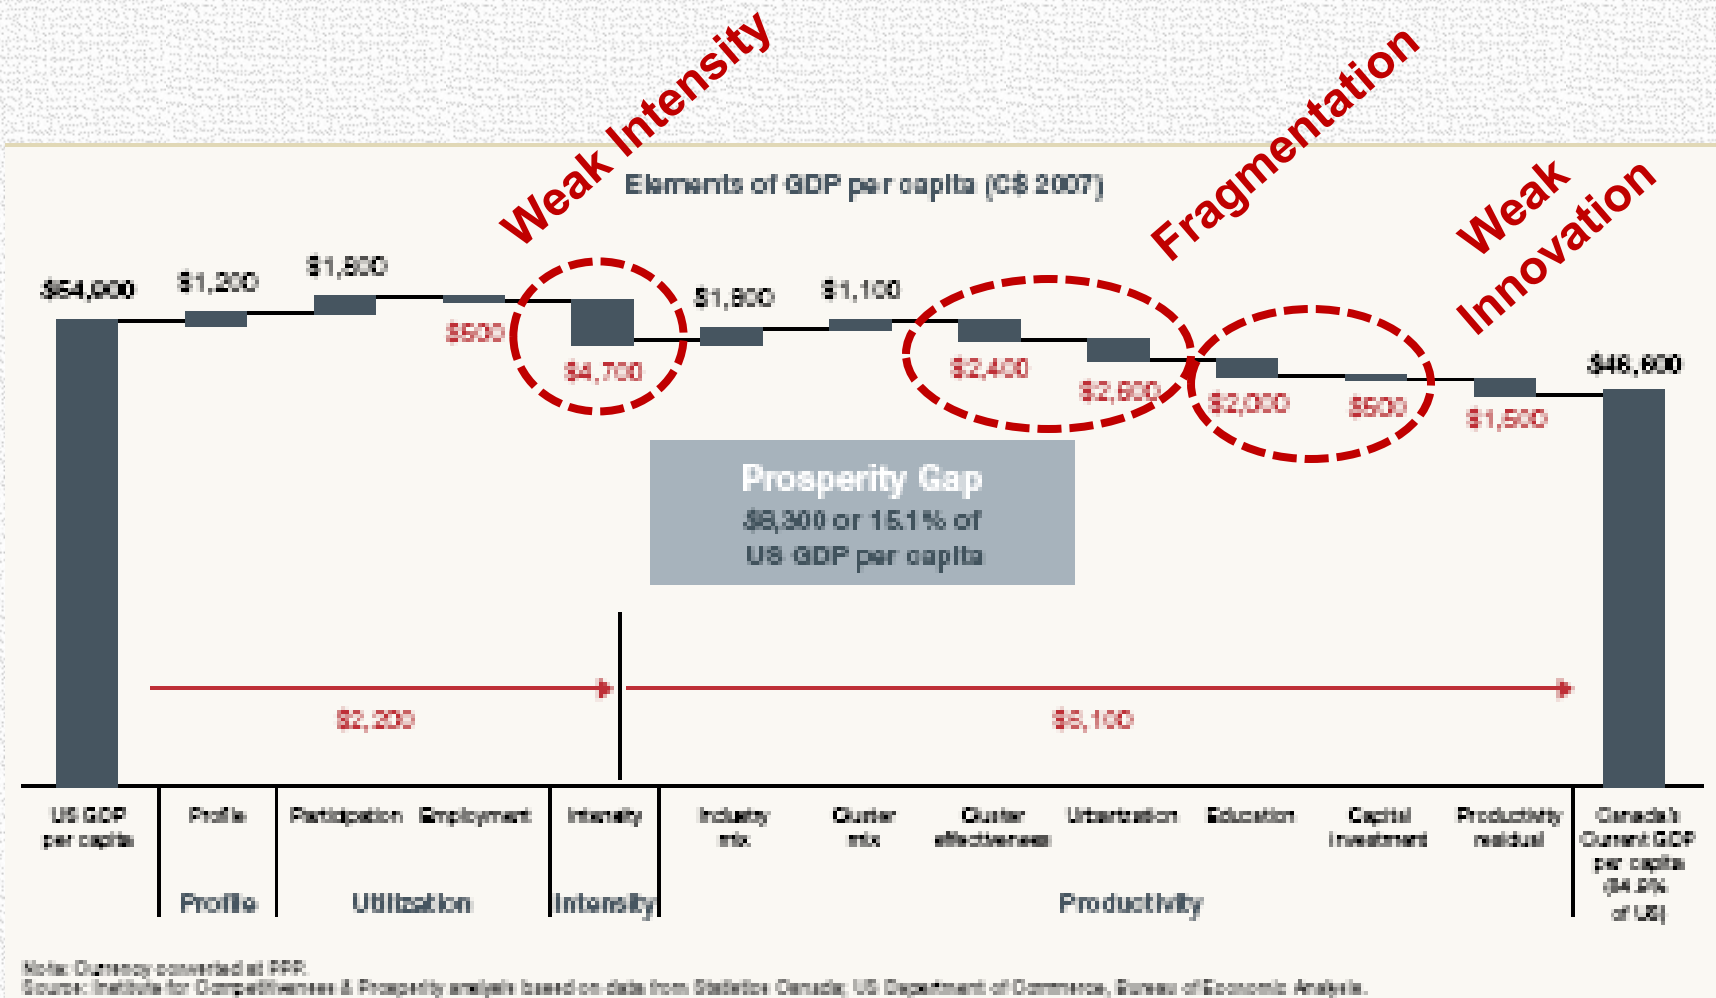 Weak Intensity
Fragmentation
Weak
Innovation
Elements of GDP per capita (C$ 2007)
$54,900
$1,200
$1,800
$500
$4,700
$1,800
$1,100
$2,400
$2,600
$2,000
$500
$1,500
$46,600
Prosperity Gap
$8,300 or 15.1% of
US GDP per capita
$2,200
$6,100
US GDP
per capita
Profile
Participation
Employment
Intensity
Industry
mix
Cluster
mix
Cluster
effectiveness
Urbanization
Education
Capital
investment
Productivity
residual
Canada's
Current GDP
per capita
(84.9%
of US)
Profile
Utilization
Intensity
Productivity
Note: Currency converted at PPP.
Source: Institute for Competitiveness & Prosperity analysis based on data from Statistics Canada; US Department of Commerce, Bureau of Economic Analysis.